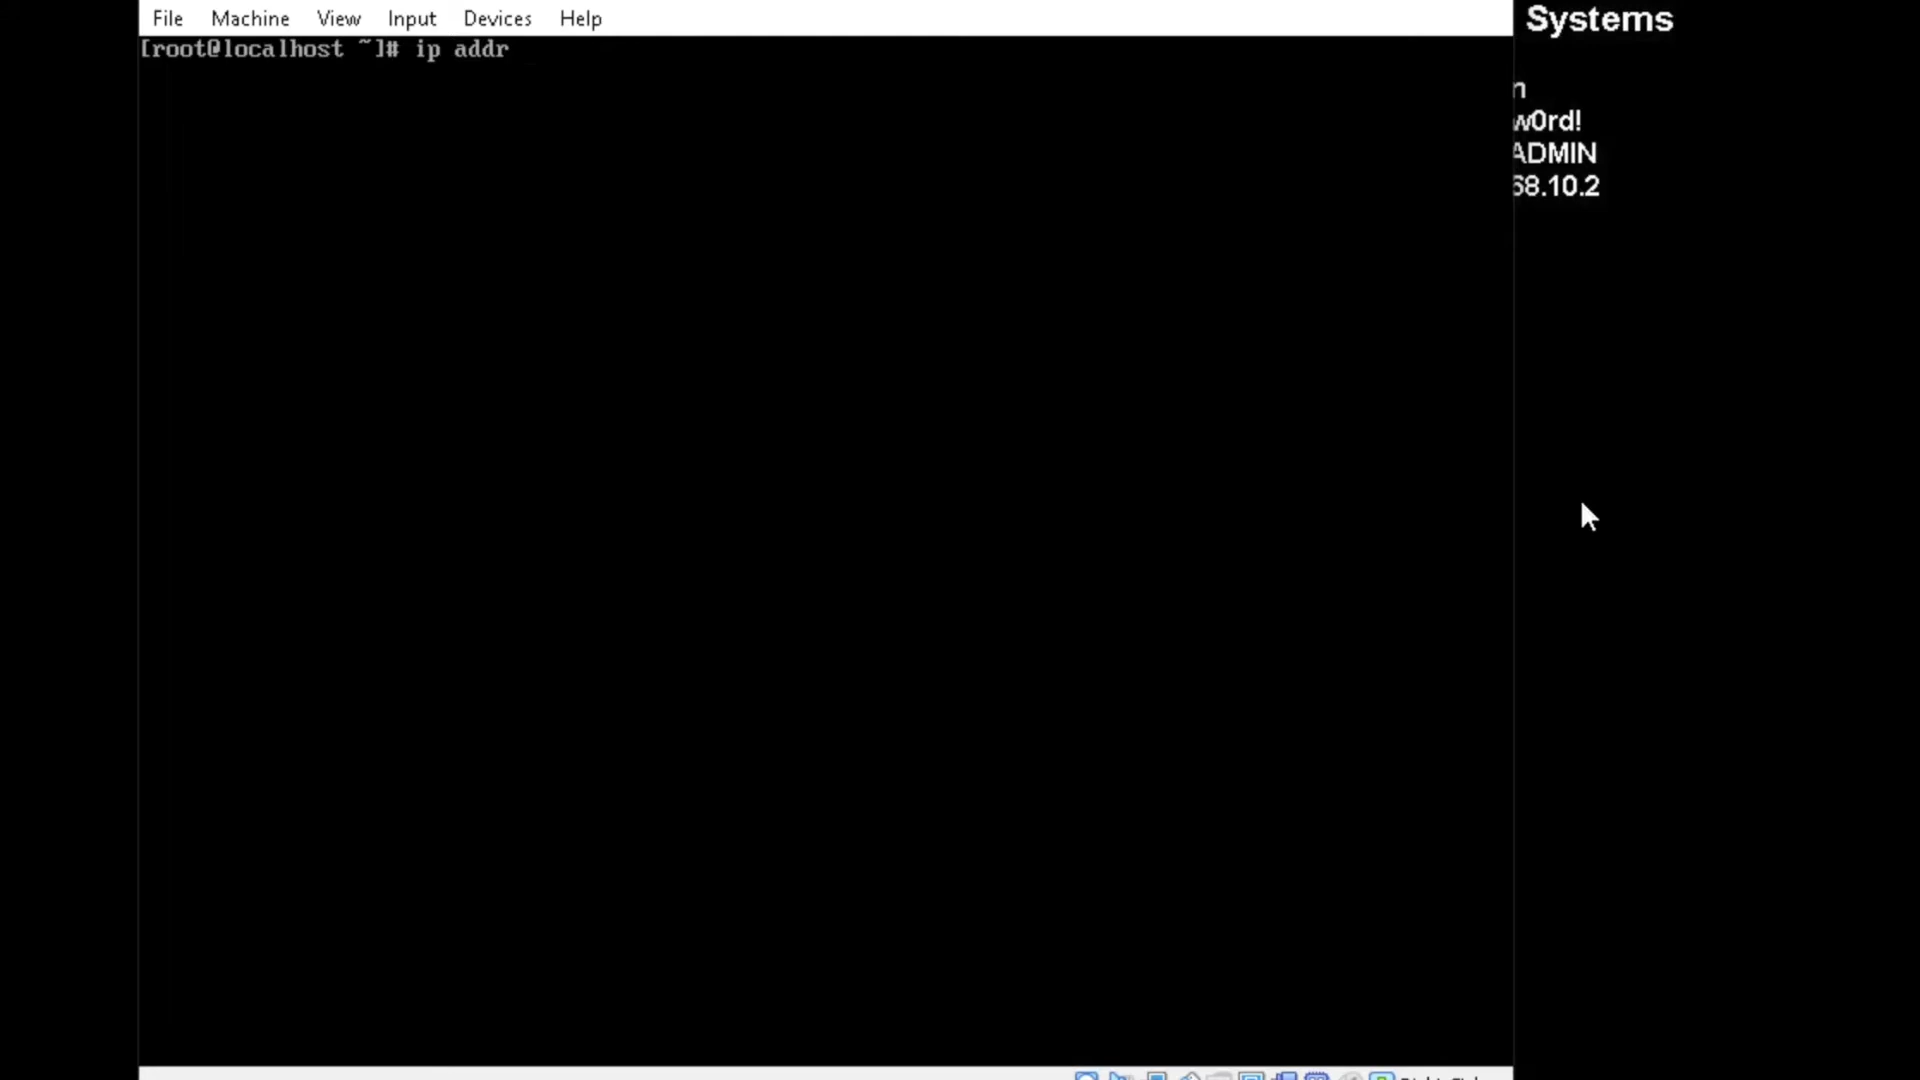 File Machine View Input Devices Help
[root@localhost ~]# ip addr
Systems
n
w0rd!
ADMIN
68.10.2